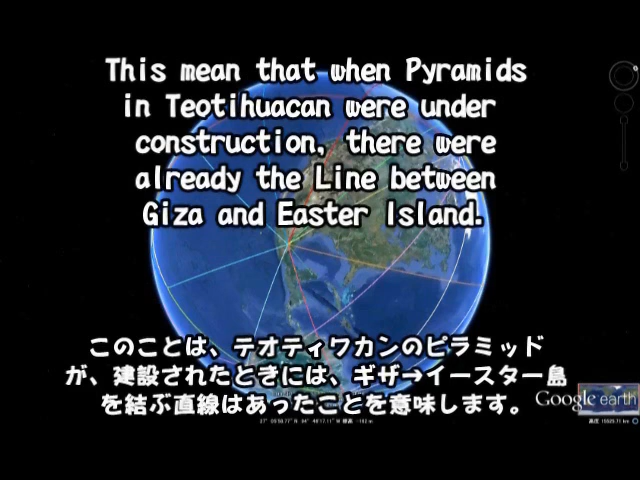 This mean that when Pyramids
in Teotihuacan were under
construction, there were
already the Line between
Giza and Easter Island.
このことは、テオティワカンのピラミッド
が、建設されたときには、ギザ→イースター島
を結ぶ直線はあったことを意味します。
Google earth